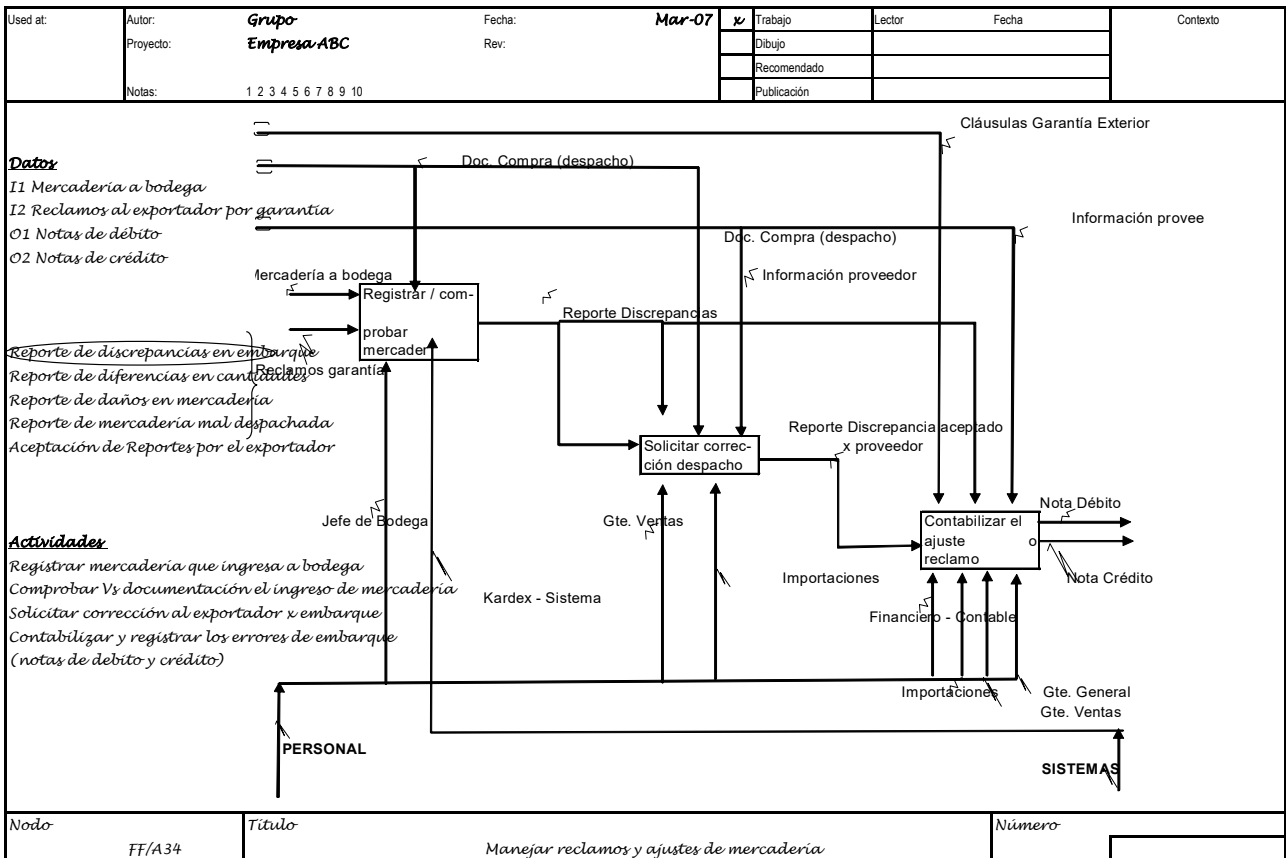 Used at:
Autor: Grupo Fecha: Mar-07 x Trabajo Lector Fecha Contexto
Proyecto: Empresa ABC Rev: Dibujo
Recomendado
Notas: 1 2 3 4 5 6 7 8 9 10 Publicación
Cláusulas Garantía Exterior
Datos
Doc. Compra (despacho)
I1 Mercadería a bodega
I2 Reclamos al exportador por garantía
Información provee
O1 Notas de débito
Doc. Compra (despacho)
O2 Notas de crédito
Mercadería a bodega
Información proveedor
Registrar / com-
probar
mercader
Reporte Discrepancias
Reporte de discrepancias en embarque
Reclamos garantía
Reporte de diferencias en cantidades
Reporte de daños en mercadería
Reporte de mercadería mal despachada
Aceptación de Reportes por el exportador
Solicitar correc-
ción despacho
Reporte Discrepancia aceptado
x proveedor
Jefe de Bodega
Gte. Ventas
Contabilizar el
ajuste o
reclamo
Nota Débito
Nota Crédito
Actividades
Registrar mercadería que ingresa a bodega
Comprobar Vs documentación el ingreso de mercadería
Solicitar corrección al exportador x embarque
Contabilizar y registrar los errores de embarque
(notas de debito y crédito)
Kardex - Sistema
Importaciones
Financiero - Contable
Importaciones
Gte. General
Gte. Ventas
PERSONAL
SISTEMAS
Nodo Título Número
FF/A34 Manejar reclamos y ajustes de mercadería